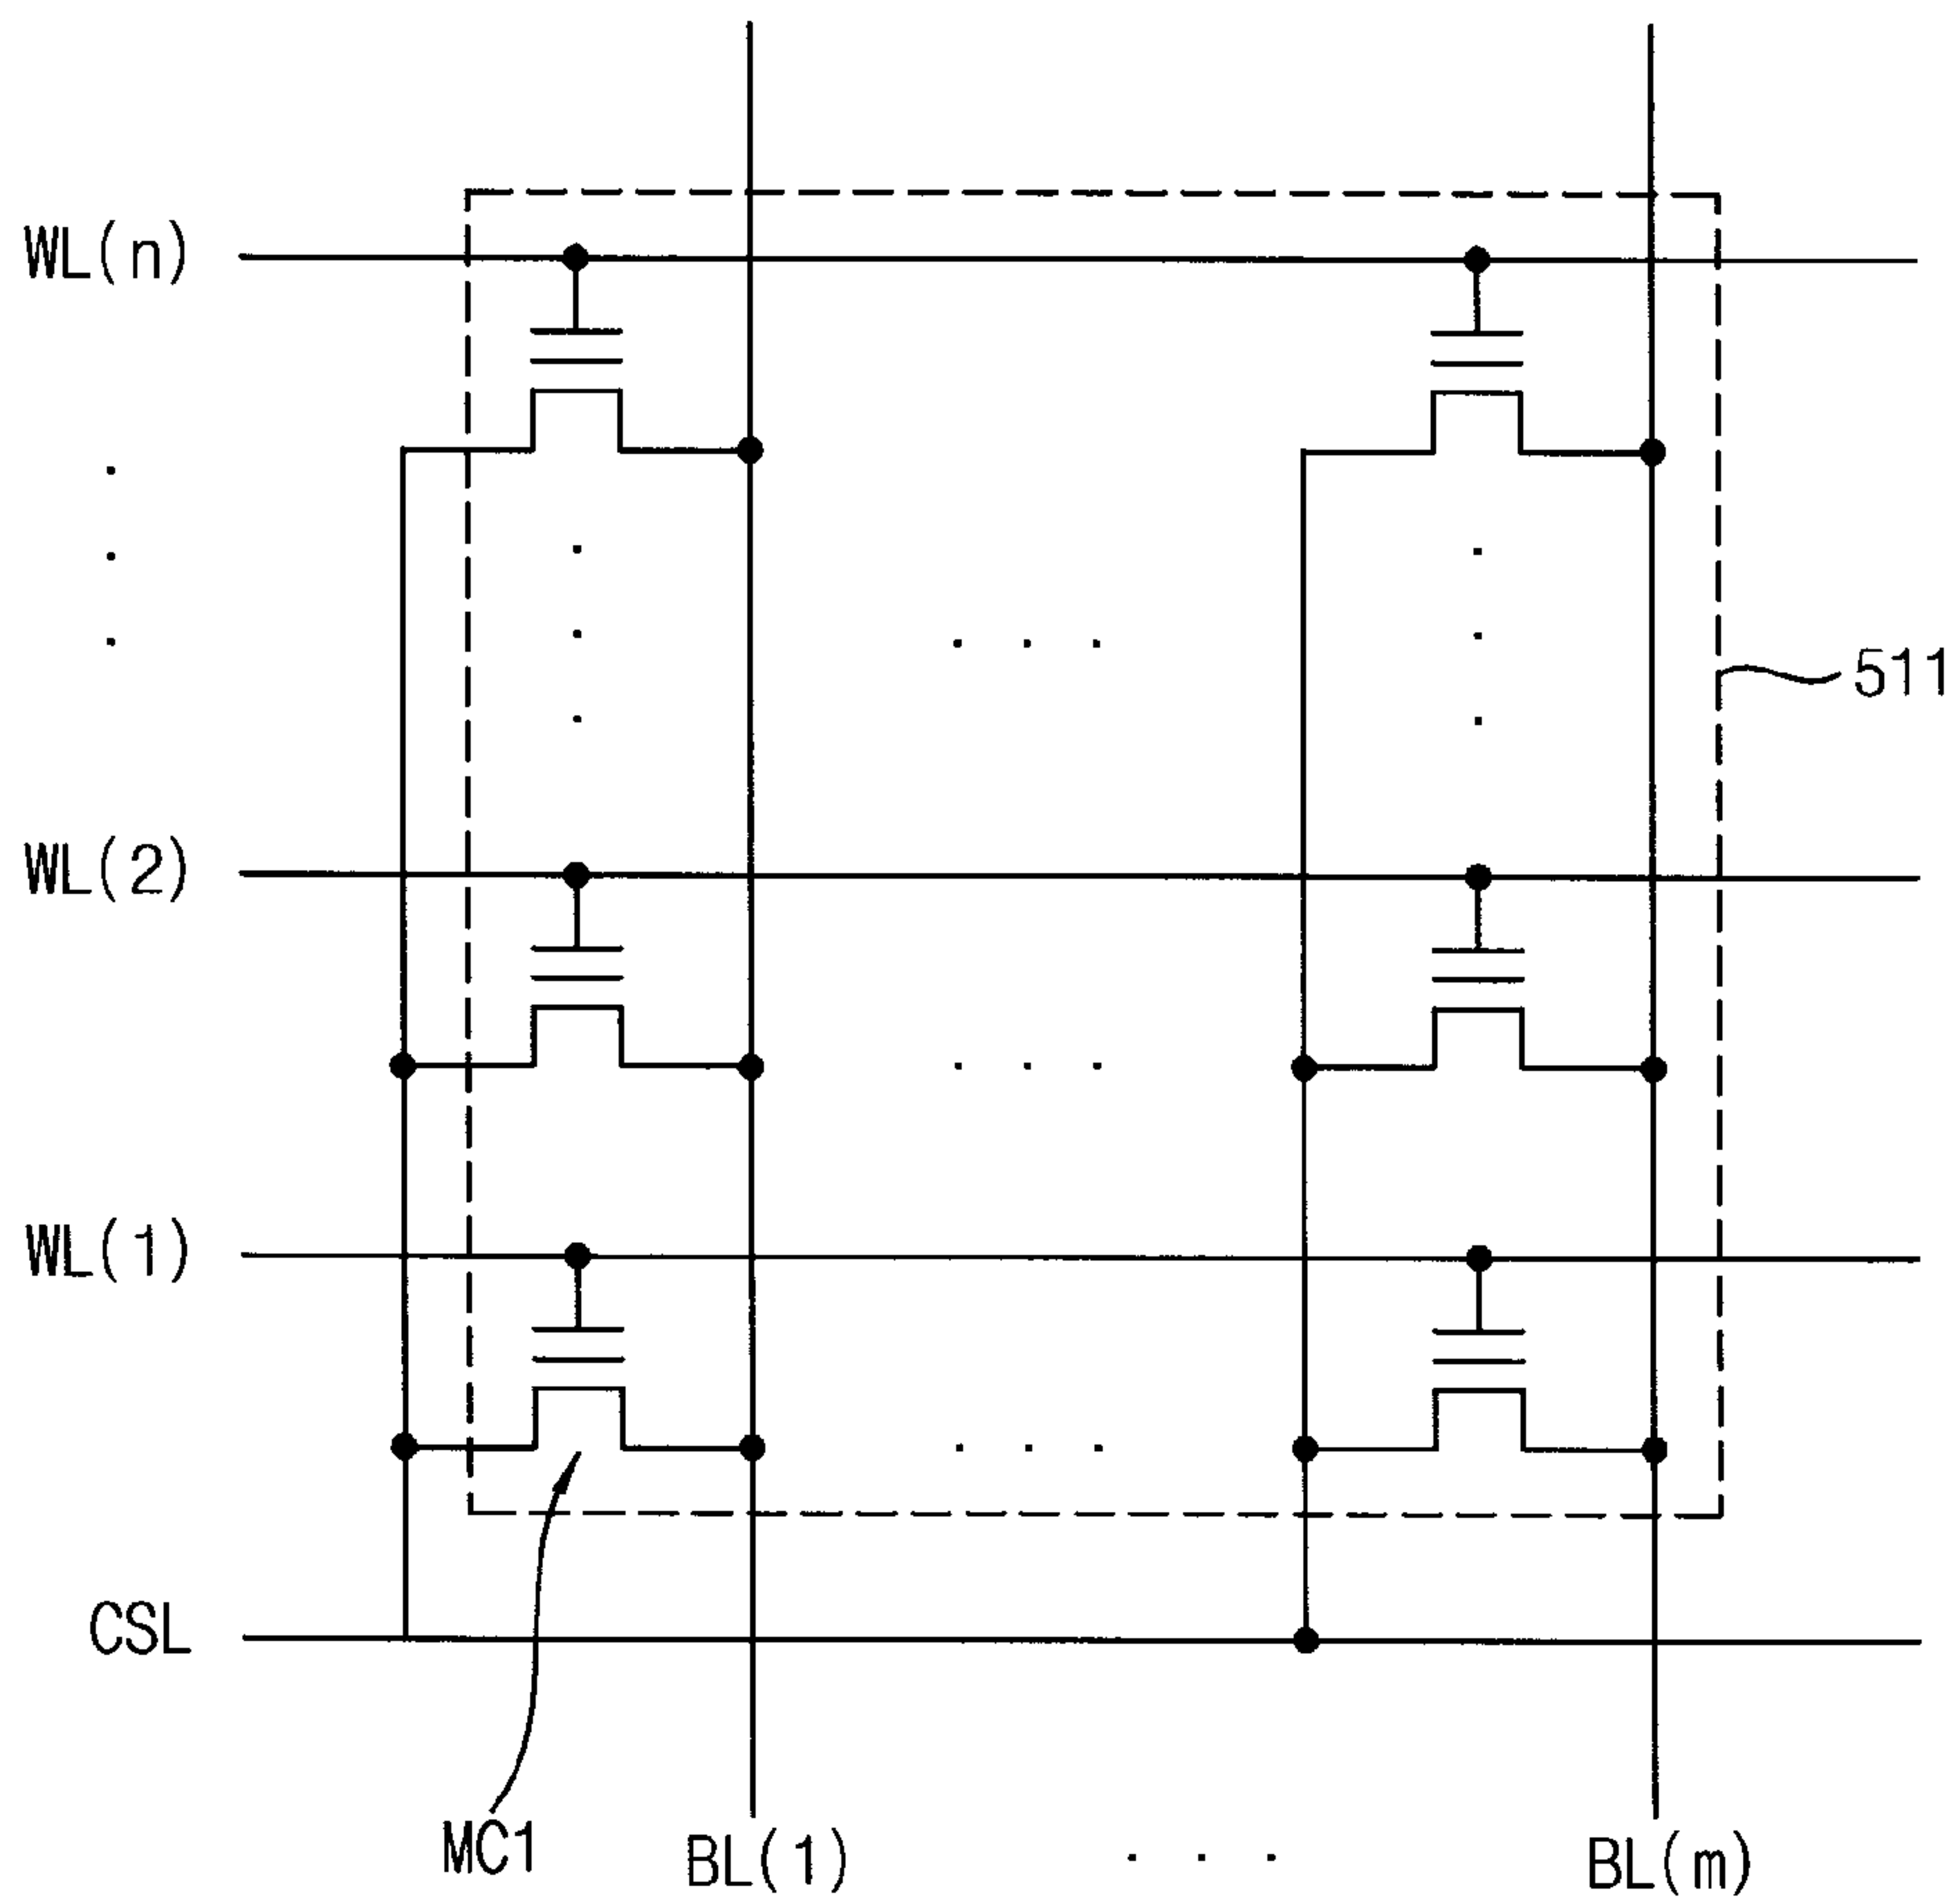 WL(n)
511
WL(2)
WL(1)
CSL
MC1
BL(1)
. . .
BL(m)